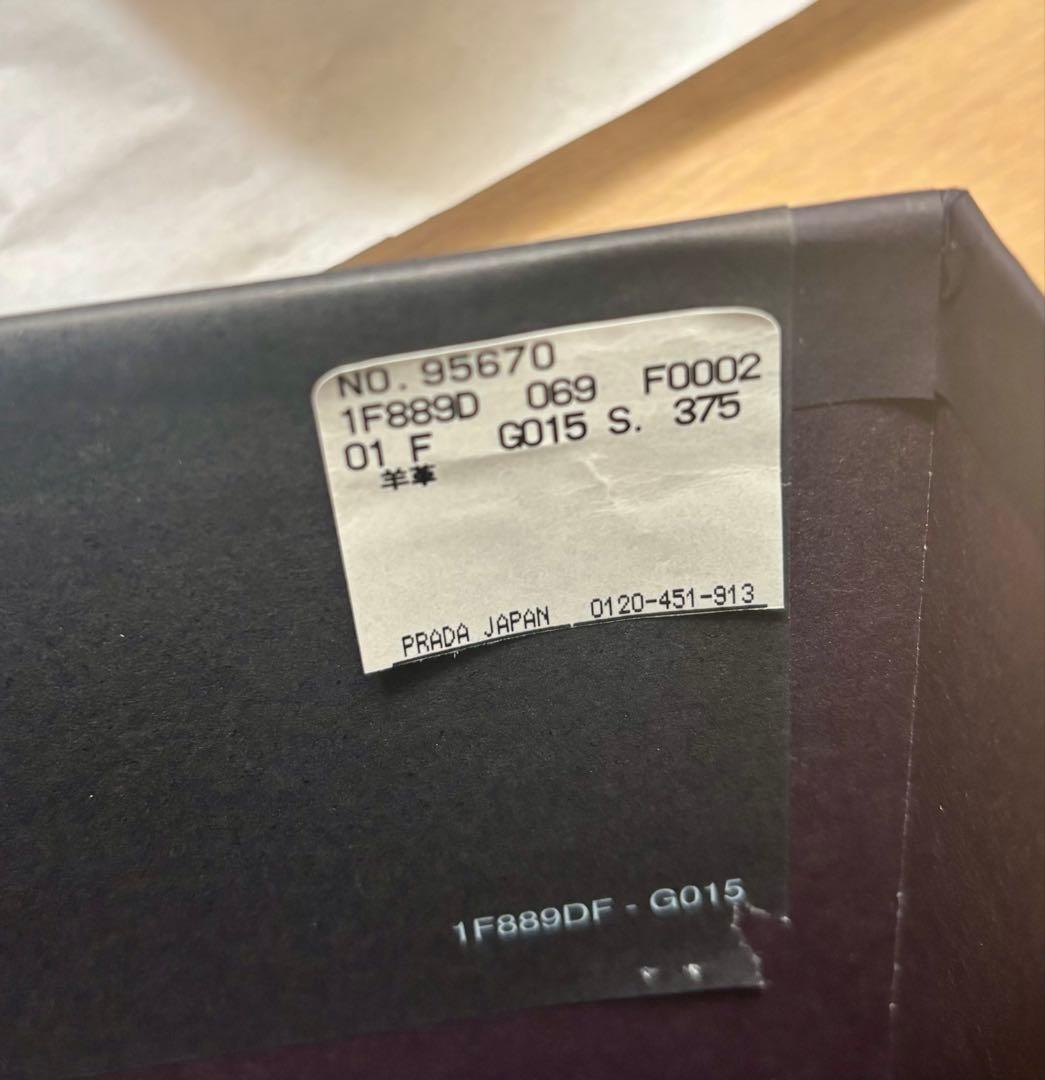 NO. 95670
1F889D 069 F0002
01 F G015 S. 375
羊革
PRADA JAPAN 0120-451-913
1F889DF - G015